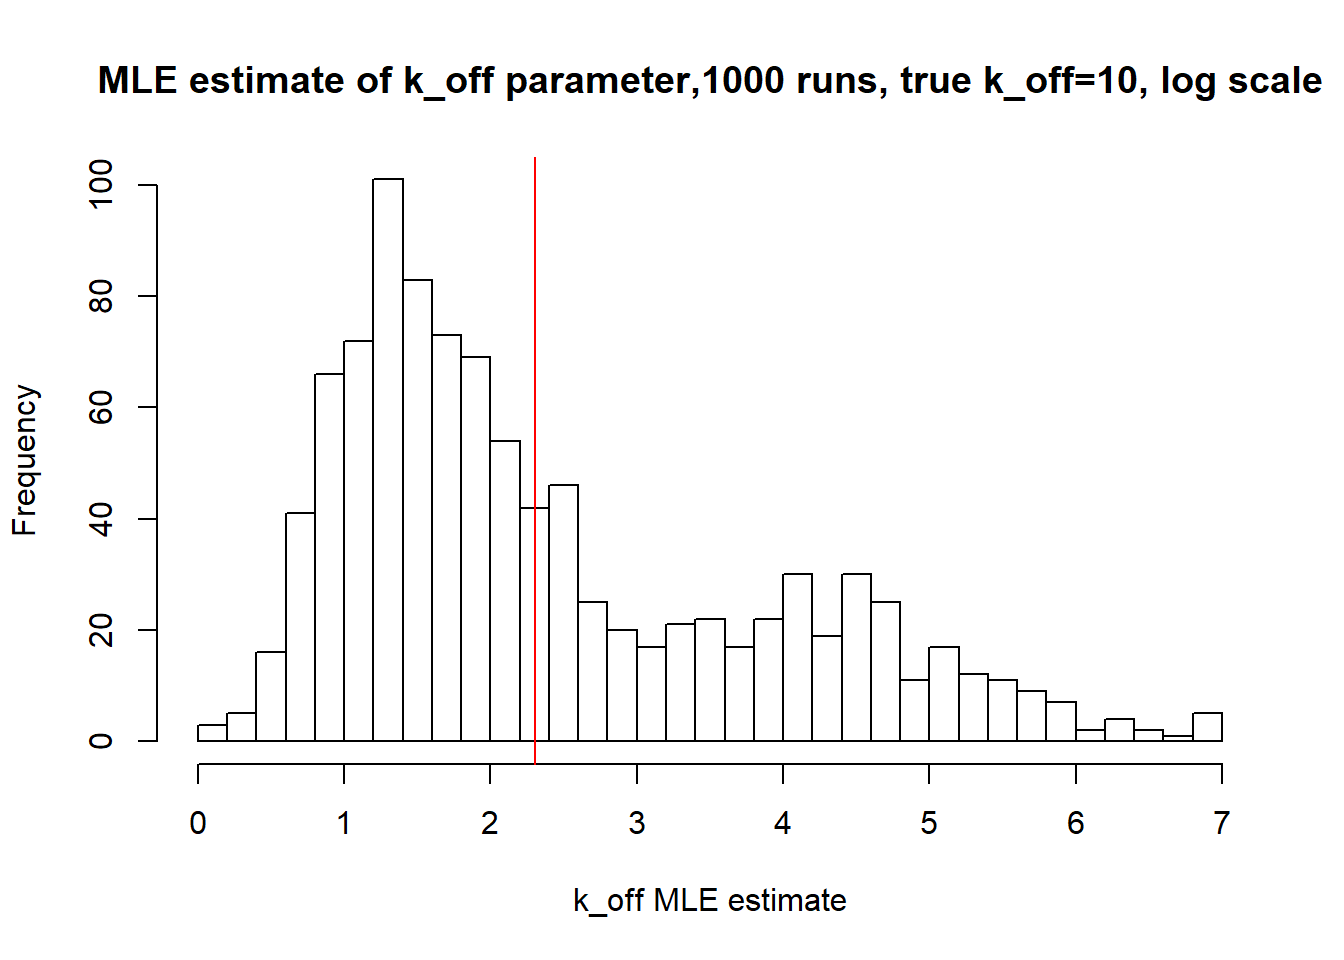 MLE estimate of k_off parameter,1000 runs, true k_off=10, log scale
Frequency
100
80
60
40
20
0
0 1 2 3 4 5 6 7
k_off MLE estimate